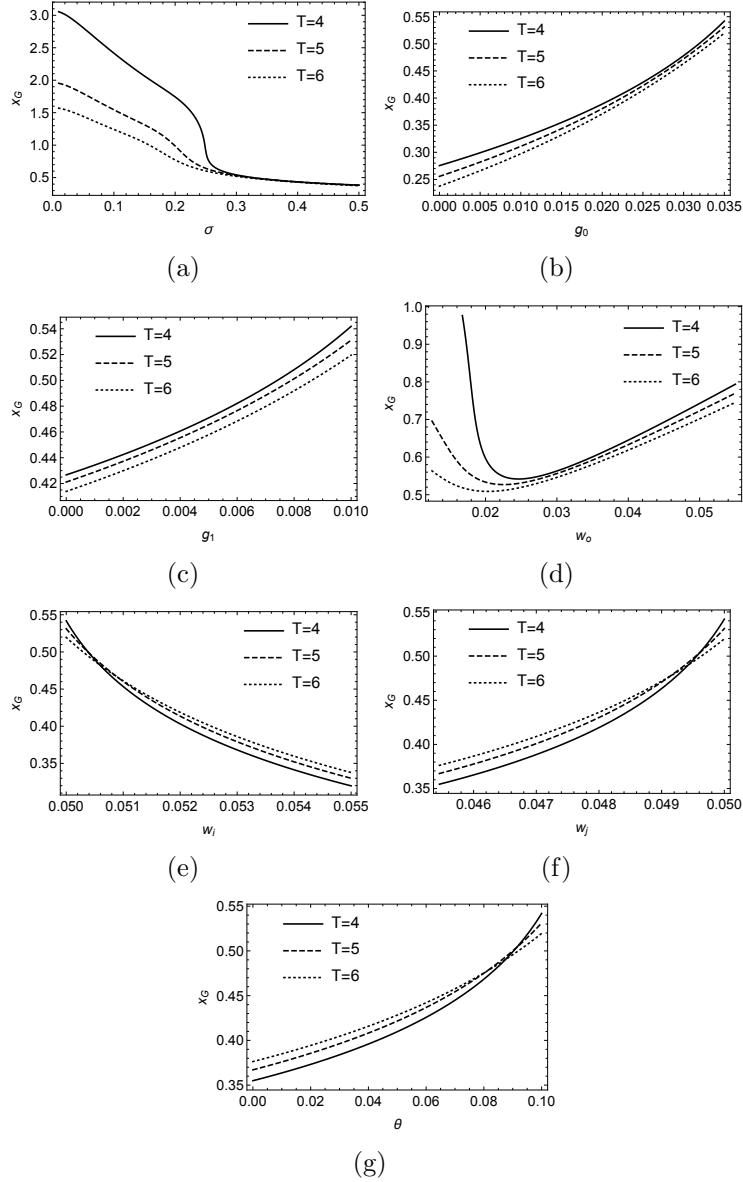 3.0
2.5
2.0
1.5
1.0
0.5
x_G
T=4
T=5
T=6
0.0 0.1 0.2 0.3 0.4 0.5
σ
(a)
0.55
0.50
0.45
0.40
0.35
0.30
0.25
x_G
T=4
T=5
T=6
0.000 0.005 0.010 0.015 0.020 0.025 0.030 0.035
g_0
(b)
0.54
0.52
0.50
0.48
0.46
0.44
0.42
x_G
T=4
T=5
T=6
0.000 0.002 0.004 0.006 0.008 0.010
g_1
(c)
1.0
0.9
0.8
0.7
0.6
0.5
x_G
T=4
T=5
T=6
0.02 0.03 0.04 0.05
w_o
(d)
0.55
0.50
0.45
0.40
0.35
x_G
T=4
T=5
T=6
0.050 0.051 0.052 0.053 0.054 0.055
w_i
(e)
0.55
0.50
0.45
0.40
0.35
x_G
T=4
T=5
T=6
0.046 0.047 0.048 0.049 0.050
w_j
(f)
0.55
0.50
0.45
0.40
0.35
x_G
T=4
T=5
T=6
0.00 0.02 0.04 0.06 0.08 0.10
θ
(g)